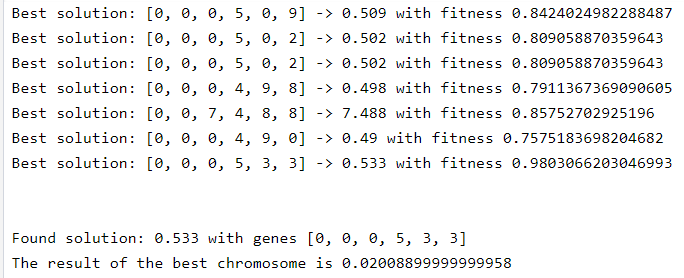 Best solution: [0, 0, 0, 5, 0, 9] -> 0.509 with fitness 0.8424024982288487
Best solution: [0, 0, 0, 5, 0, 2] -> 0.502 with fitness 0.809058870359643
Best solution: [0, 0, 0, 5, 0, 2] -> 0.502 with fitness 0.809058870359643
Best solution: [0, 0, 0, 4, 9, 8] -> 0.498 with fitness 0.7911367369090605
Best solution: [0, 0, 7, 4, 8, 8] -> 7.488 with fitness 0.85752702925196
Best solution: [0, 0, 0, 4, 9, 0] -> 0.49 with fitness 0.7575183698204682
Best solution: [0, 0, 0, 5, 3, 3] -> 0.533 with fitness 0.9803066203046993
Found solution: 0.533 with genes [0, 0, 0, 5, 3, 3]
The result of the best chromosome is 0.02008899999999958